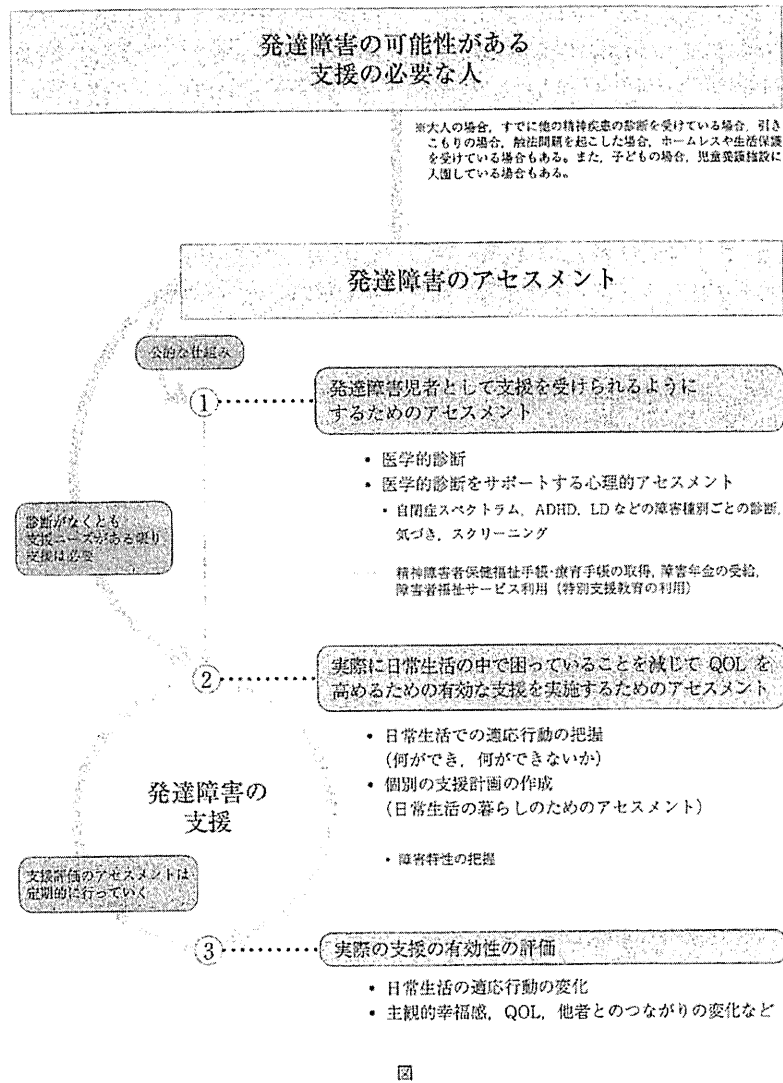 発達障害の可能性がある
支援の必要な人
※大人の場合，すでに他の精神疾患の診断を受けている場合，引き
こもりの場合，触法問題を起こした場合，ホームレスや生活保護
を受けている場合もある。また，子どもの場合，児童養護施設に
入園している場合もある。
発達障害のアセスメント
公的な仕組み
①
発達障害児者として支援を受けられるように
するためのアセスメント
• 医学的診断
• 医学的診断をサポートする心理的アセスメント
• 自閉症スペクトラム，ADHD，LDなどの障害種別ごとの診断，
気づき，スクリーニング
診断がなくとも
支援ニーズがある限り
支援は必要
精神障害者保健福祉手帳・療育手帳の取得，障害年金の受給，
障害者福祉サービス利用（特別支援教育の利用）
②
実際に日常生活の中で困っていることを減じて QOL を
高めるための有効な支援を実施するためのアセスメント
• 日常生活での適応行動の把握
（何ができ，何ができないか）
• 個別の支援計画の作成
（日常生活の暮らしのためのアセスメント）
• 障害特性の把握
発達障害の
支援
支援評価のアセスメントは
定期的に行っていく
③
実際の支援の有効性の評価
• 日常生活の適応行動の変化
• 主観的幸福感，QOL，他者とのつながりの変化など
図